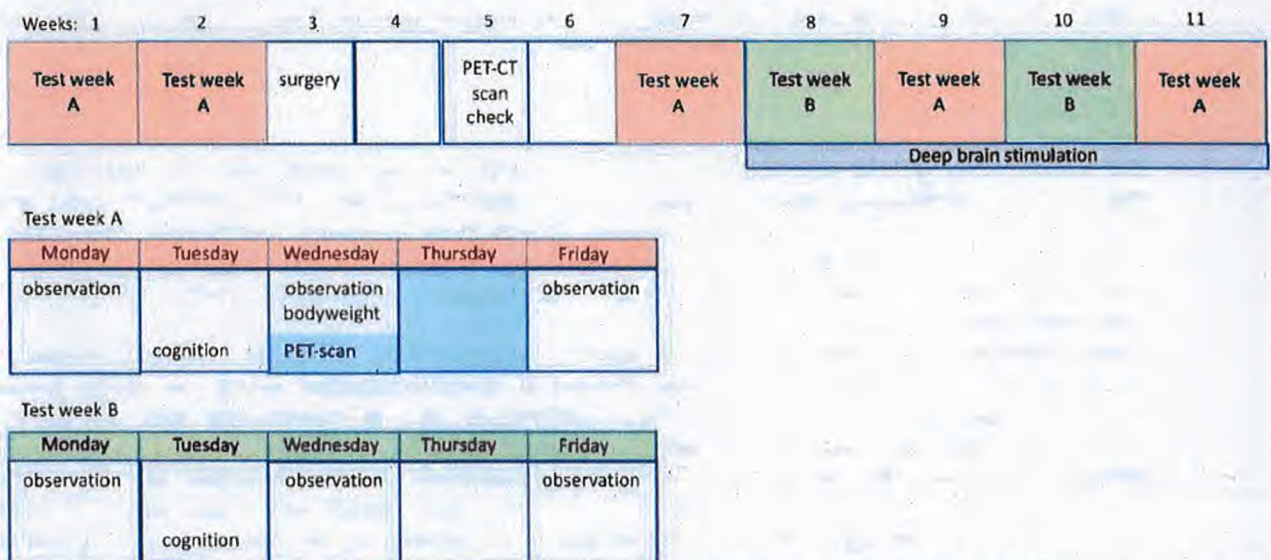 Weeks: 1 2 3 4 5 6 7 8 9 10 11
Test week A Test week A surgery PET-CT scan check Test week A Test week B Test week A Test week B Test week A
Deep brain stimulation
Test week A
Monday Tuesday Wednesday Thursday Friday
observation observation observation
bodyweight
cognition PET-scan
Test week B
Monday Tuesday Wednesday Thursday Friday
observation observation observation
cognition